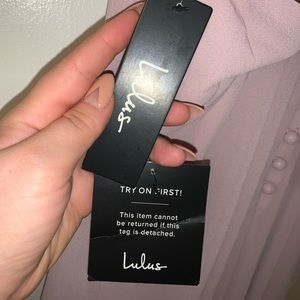 Lulus
TRY ON FIRST!
This item cannot
be returned if this
tag is detached.
Lulus